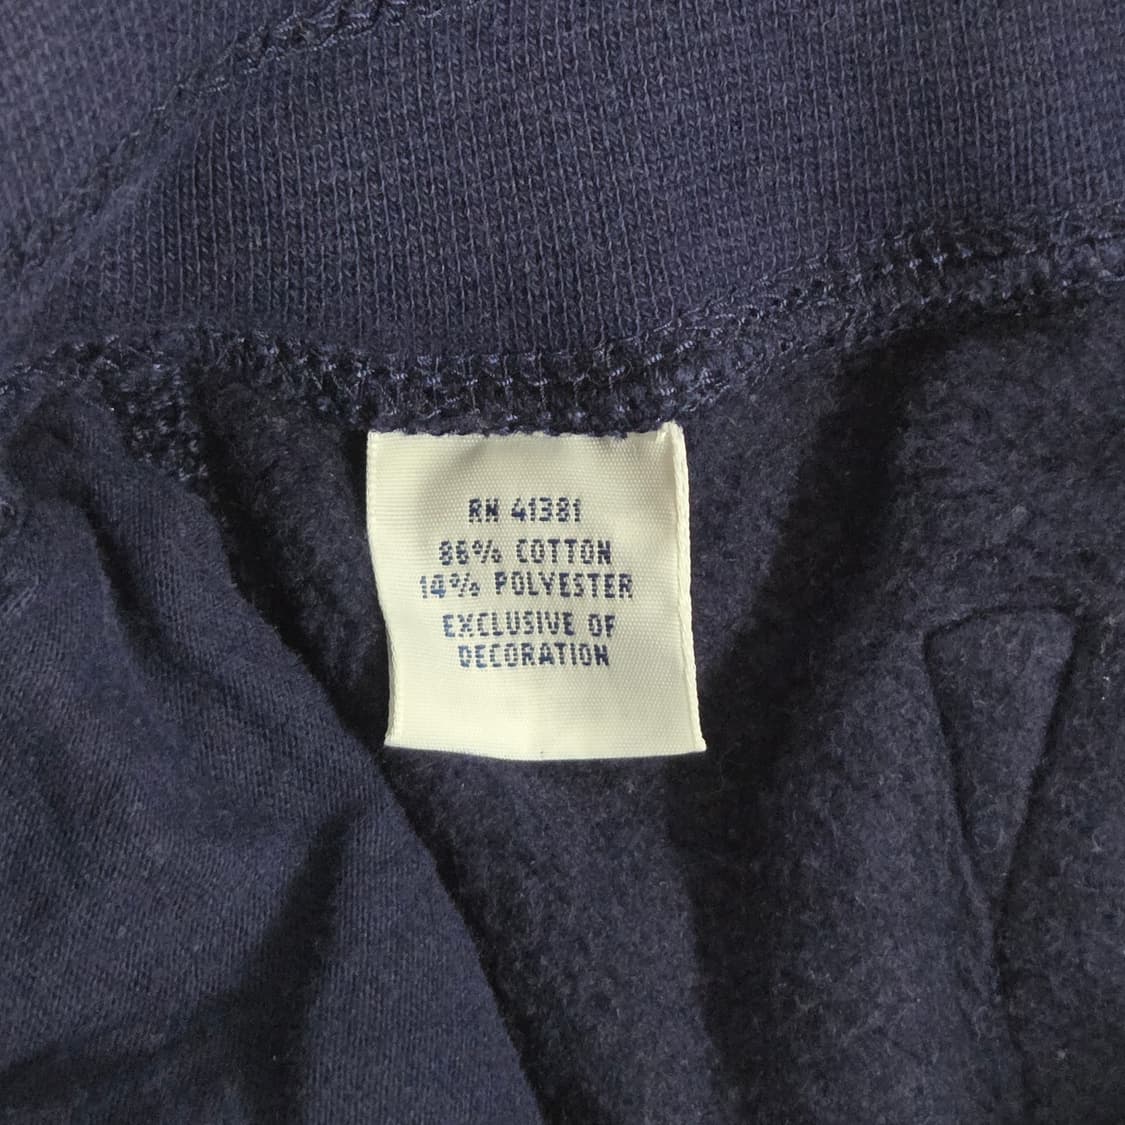 RN 41381
86% COTTON
14% POLYESTER
EXCLUSIVE OF
DECORATION